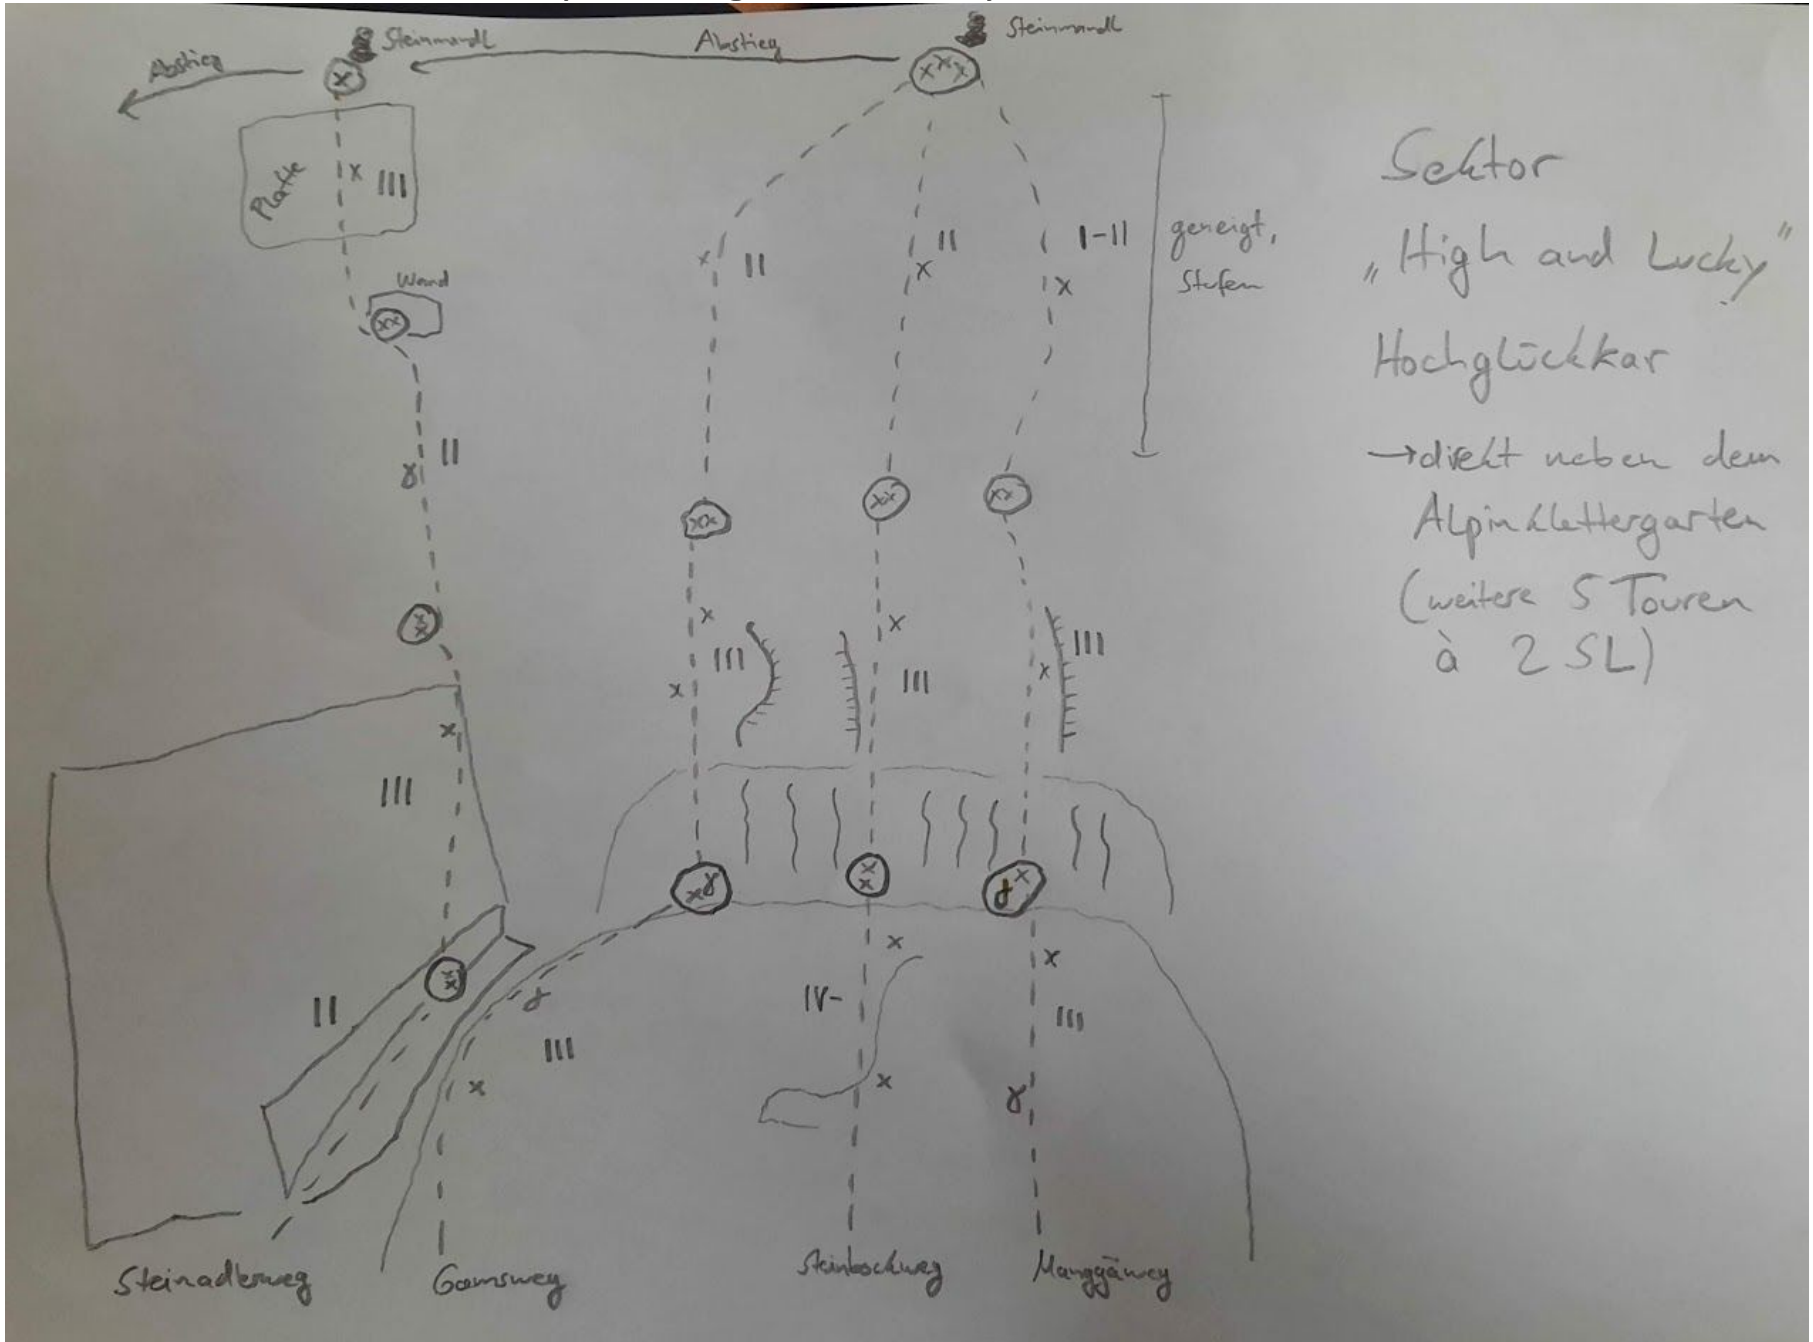 Steinmandl
Steinmandl
Abstieg
Abstieg
Platte
III
Wand
II
II
II
I-II
geneigt,
Stufen
Sektor
„High and Lucky"
Hochglückkar
→direkt neben dem
Alpinklettergarten
(weitere 5 Touren
à 2 SL)
III
III
III
III
II
III
IV-
III
Steinadlerweg
Gamsweg
Steinbockweg
Manggäweg